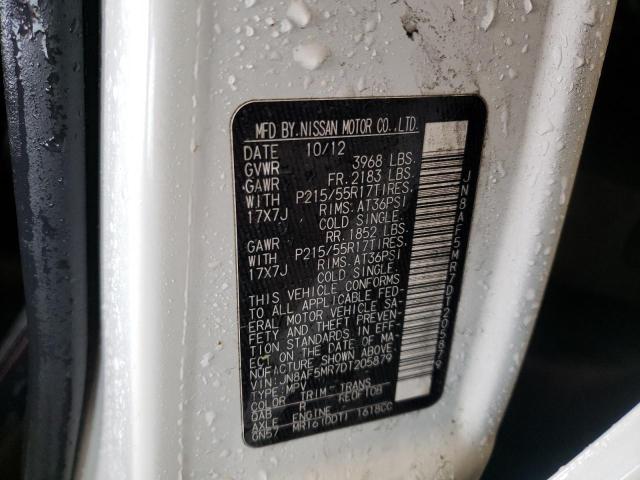 MFD BY.NISSAN MOTOR CO.,LTD.
DATE 10/12
GVWR 3968 LBS.
GAWR FR. 2183 LBS.
WITH P215/55R17TIRES.
17X7J RIMS.AT36PSI
COLD SINGLE.
GAWR RR. 1852 LBS.
WITH P215/55R17TIRES.
17X7J RIMS.AT36PSI
COLD SINGLE.
THIS VEHICLE CONFORMS
TO ALL APPLICABLE FED-
ERAL MOTOR VEHICLE SA-
FETY AND THEFT PREVEN-
TION STANDARDS IN EFF-
ECT ON THE DATE OF MA-
NUFACTURE SHOWN ABOVE.
VIN:JN8AF5MR7DT205879
TYPE:MPV
COLOR TRIM-TRANS
QAB R RE0F10B
AXLE ENGINE
GN57 MR16(DDT) 1618CC
JN8AF5MR7DT205879